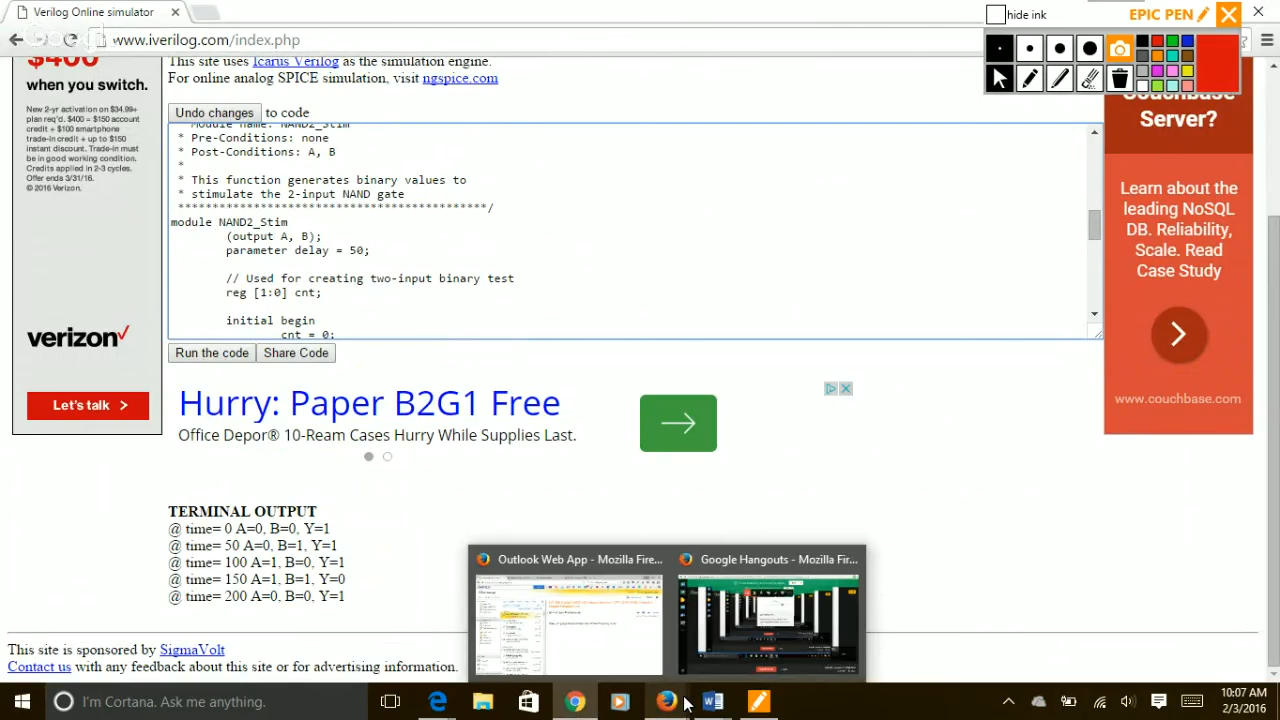 Verilog Online simulator
hide ink
EPIC PEN
www.iverilog.com/index.php
$400
when you switch.
New 2-yr activation on $34.99+
plan req'd. $400 = $150 account
credit + $100 smartphone
trade-in credit + up to $150
instant discount. Trade-in must
be in good working condition.
Credits applied in 2-3 cycles.
Offer ends 3/31/16.
© 2016 Verizon.
verizon
Let's talk
This site uses Icarus Verilog as the simulation engine.
For online analog SPICE simulation, visit ngspice.com
Undo changes to code
* Module name: NAND2_Stim
* Pre-Conditions: none
* Post-Conditions: A, B
*
* This function generates binary values to
* stimulate the 2-input NAND gate
*******************************************/
module NAND2_Stim
(output A, B);
parameter delay = 50;
// Used for creating two-input binary test
reg [1:0] cnt;
initial begin
cnt = 0;
Run the code Share Code
Couchbase
Server?
Learn about the
leading NoSQL
DB. Reliability,
Scale. Read
Case Study
www.couchbase.com
Hurry: Paper B2G1 Free
Office Depor® 10-Ream Cases Hurry While Supplies Last.
TERMINAL OUTPUT
@ time= 0 A=0, B=0, Y=1
@ time= 50 A=0, B=1, Y=1
@ time= 100 A=1, B=0, Y=1
@ time= 150 A=1, B=1, Y=0
@ time= 200 A=0, B=0, Y=1
Outlook Web App - Mozilla Fire...
Google Hangouts - Mozilla Fir...
This site is sponsored by SigmaVolt
Contact us with any feedback about this site or for advertising information.
I'm Cortana. Ask me anything.
10:07 AM
2/3/2016